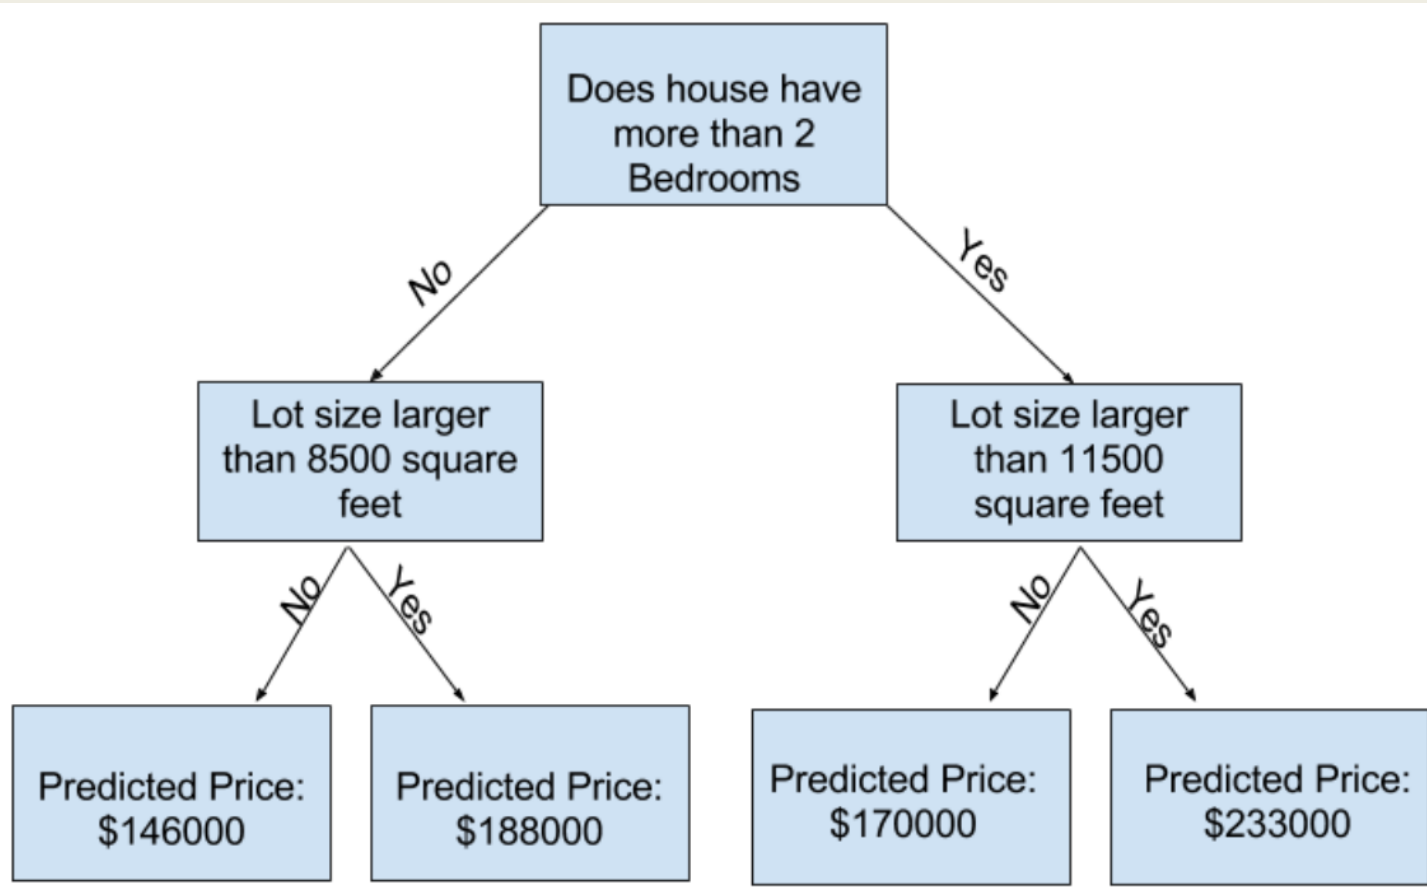 Does house have
more than 2
Bedrooms
No
Yes
Lot size larger
than 8500 square
feet
Lot size larger
than 11500
square feet
No
Yes
No
Yes
Predicted Price:
$146000
Predicted Price:
$188000
Predicted Price:
$170000
Predicted Price:
$233000